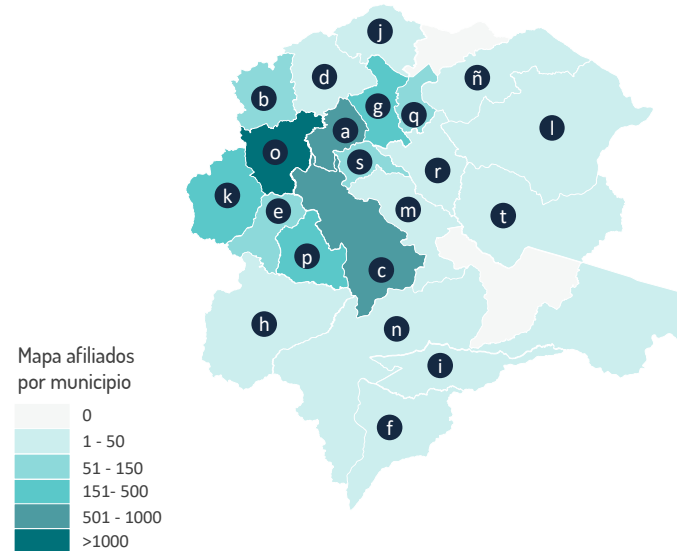 j
d
ñ
b
g
q
l
a
o
s
r
k
e
m
t
p
c
h
n
i
f
Mapa afiliados
por municipio
0
1 - 50
51 - 150
151- 500
501 - 1000
>1000